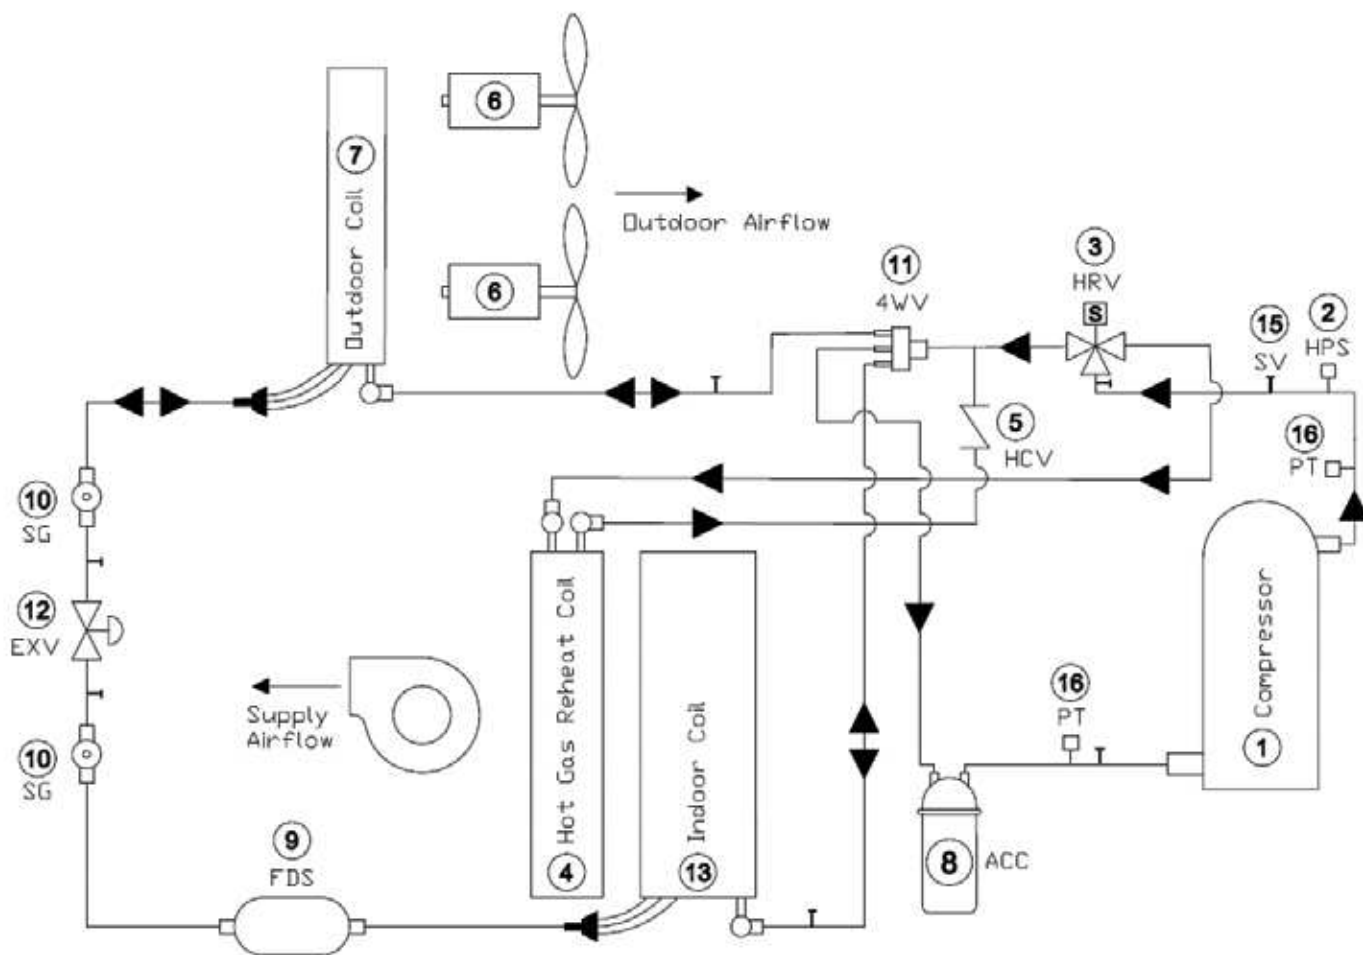 6
7
Outdoor Coil
Outdoor Airflow
6
11
4WV
3
HRV
S
15
SV
2
HPS
5
HCV
16
PT
10
SG
12
EXV
10
SG
Supply
Airflow
Hot Gas Reheat Coil
4
Indoor Coil
13
16
PT
Compressor
1
9
FDS
8
ACC